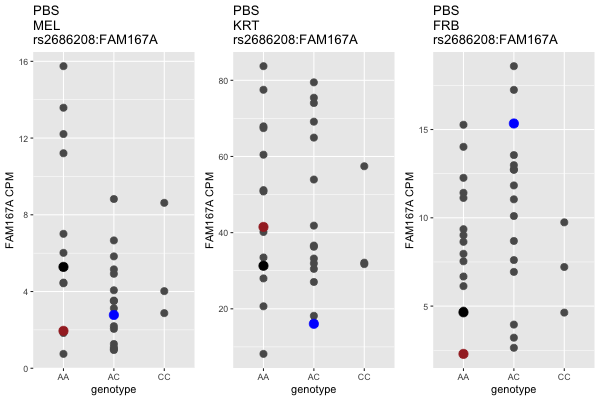 PBS
MEL
rs2686208:FAM167A
FAM167A CPM
16
12
8
4
0
AA AC CC
genotype
PBS
KRT
rs2686208:FAM167A
FAM167A CPM
80
60
40
20
AA AC CC
genotype
PBS
FRB
rs2686208:FAM167A
FAM167A CPM
15
10
5
AA AC CC
genotype